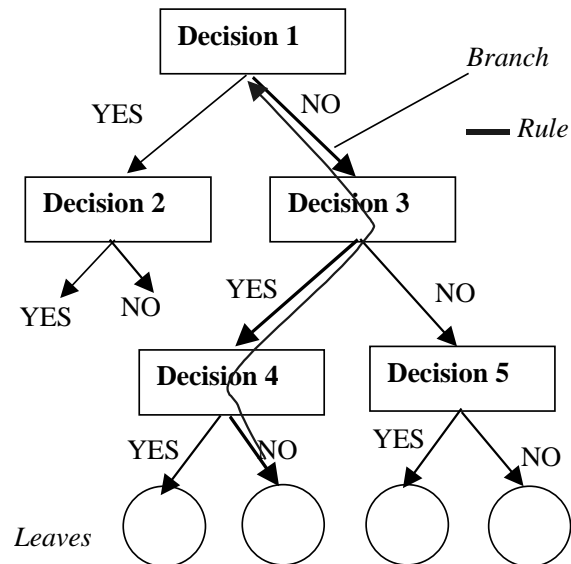 Decision 1
Branch
YES
NO
Rule
Decision 2
Decision 3
YES
NO
YES
NO
Decision 4
Decision 5
YES
NO
YES
NO
Leaves